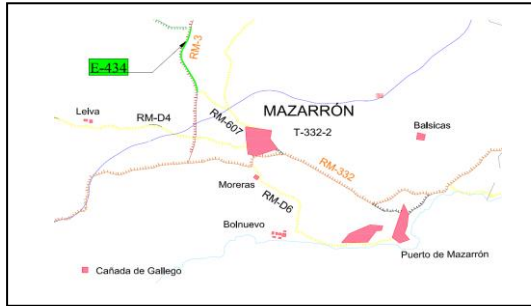 RM-3
E-434
MAZARRÓN
Lelva
RM-D4
RM-607
T-332-2
Balsicas
RM-332
Moreras
RM-D6
Bolnuevo
Puerto de Mazarrón
Cañada de Gallego